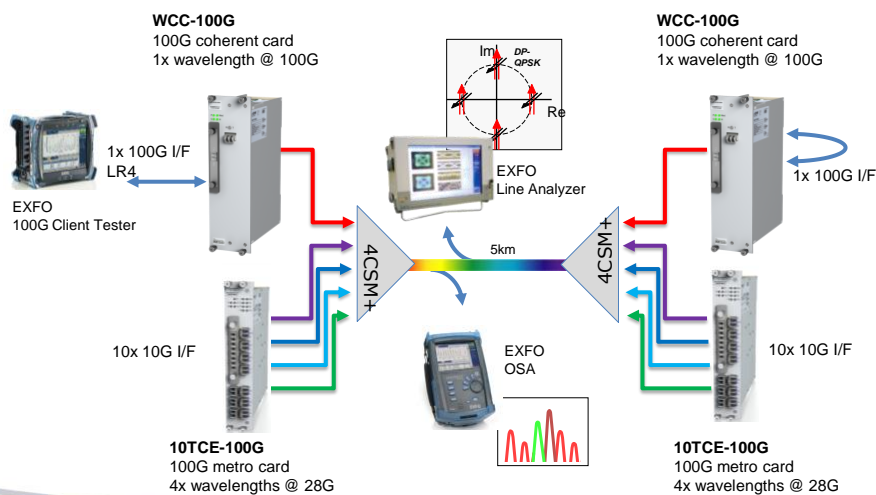 WCC-100G
100G coherent card
1x wavelength @ 100G
1x 100G I/F
LR4
EXFO
100G Client Tester
Im
DP-
QPSK
Re
EXFO
Line Analyzer
WCC-100G
100G coherent card
1x wavelength @ 100G
1x 100G I/F
4CSM+
5km
4CSM+
10x 10G I/F
EXFO
OSA
10x 10G I/F
10TCE-100G
100G metro card
4x wavelengths @ 28G
10TCE-100G
100G metro card
4x wavelengths @ 28G